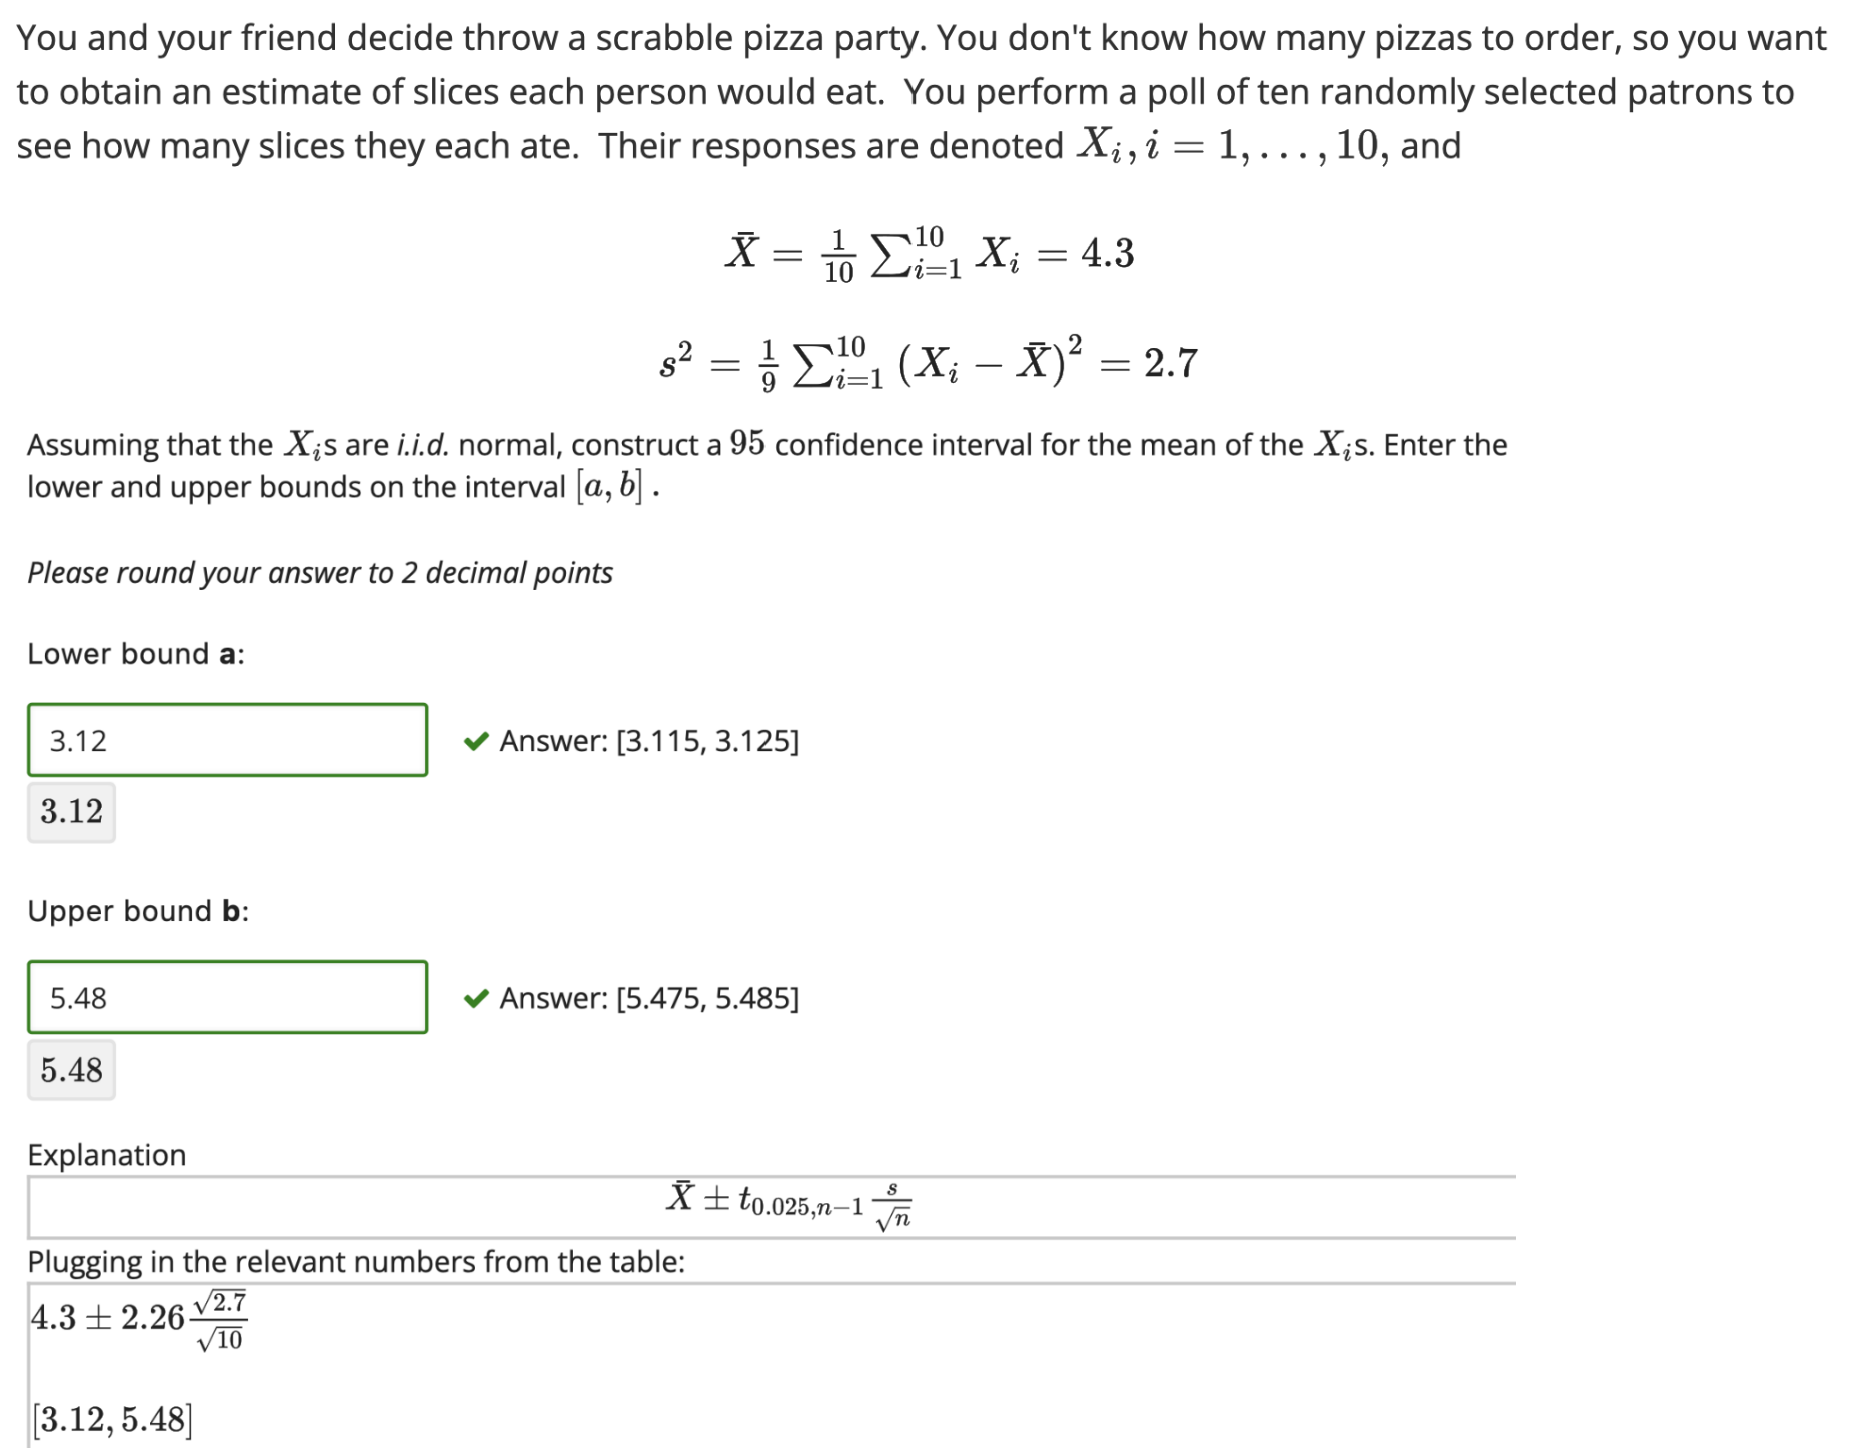 You and your friend decide throw a scrabble pizza party. You don't know how many pizzas to order, so you want
to obtain an estimate of slices each person would eat. You perform a poll of ten randomly selected patrons to
see how many slices they each ate. Their responses are denoted $X_i, i = 1, \ldots, 10$, and
$\bar{X} = \frac{1}{10} \sum_{i=1}^{10} X_i = 4.3$
$s^2 = \frac{1}{9} \sum_{i=1}^{10} (X_i - \bar{X})^2 = 2.7$
Assuming that the $X_i$s are i.i.d. normal, construct a 95 confidence interval for the mean of the $X_i$s. Enter the
lower and upper bounds on the interval $[a, b]$ .
Please round your answer to 2 decimal points
Lower bound a:
3.12 ✔ Answer: [3.115, 3.125]
3.12
Upper bound b:
5.48 ✔ Answer: [5.475, 5.485]
5.48
Explanation
$\bar{X} \pm t_{0.025,n-1} \frac{s}{\sqrt{n}}$
Plugging in the relevant numbers from the table:
$4.3 \pm 2.26 \frac{\sqrt{2.7}}{\sqrt{10}}$
[3.12, 5.48]